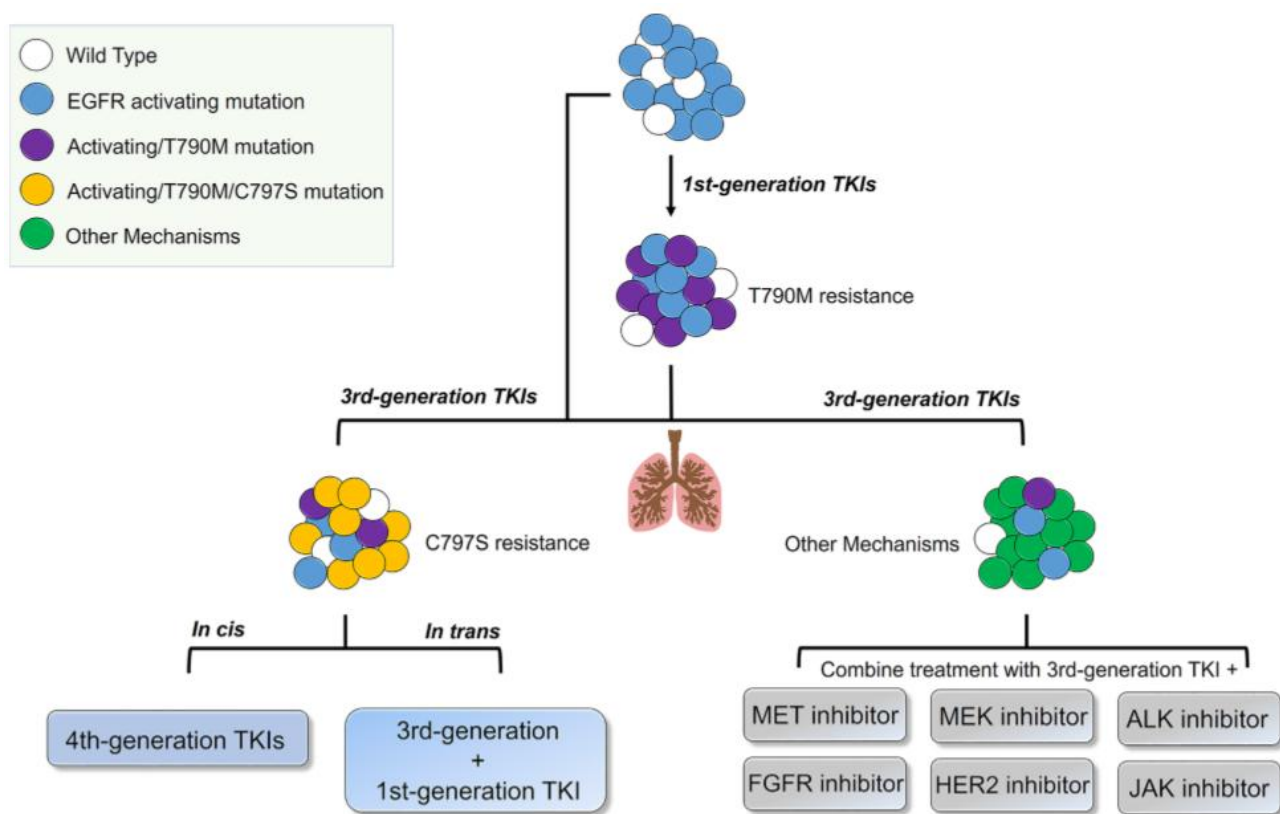 Wild Type
EGFR activating mutation
Activating/T790M mutation
Activating/T790M/C797S mutation
Other Mechanisms
1st-generation TKIs
T790M resistance
3rd-generation TKIs
3rd-generation TKIs
C797S resistance
Other Mechanisms
In cis
In trans
4th-generation TKIs
3rd-generation
+
1st-generation TKI
Combine treatment with 3rd-generation TKI +
MET inhibitor
MEK inhibitor
ALK inhibitor
FGFR inhibitor
HER2 inhibitor
JAK inhibitor